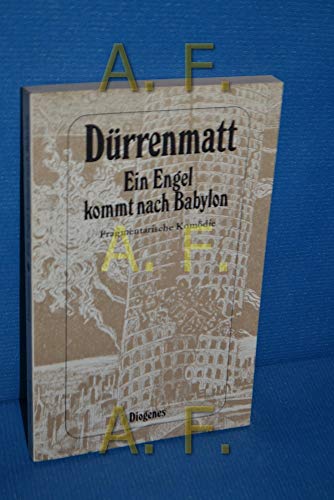 A. F.
Dürrenmatt
Ein Engel
kommt nach Babylon
Fragmentarische Komödie
A. F.
Diogenes
A. F.